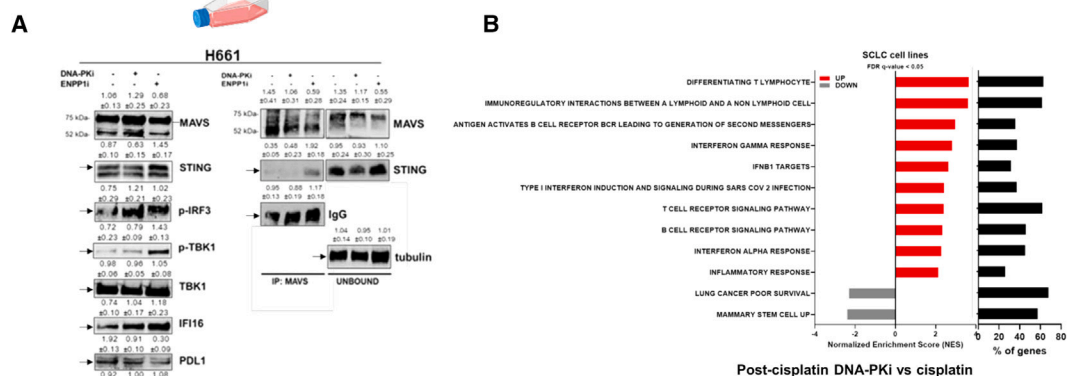 A
H661
DNA-PKi - + -
ENPP1i - - +
1.06 1.29 0.68
±0.13 ±0.25 ±0.23
75 kDa-
52 kDa-
MAVS
0.87 0.63 1.45
±0.10 ±0.15 ±0.17
STING
0.75 1.21 1.02
±0.29 ±0.21 ±0.23
p-IRF3
0.72 0.79 1.43
±0.23 ±0.09 ±0.13
p-TBK1
0.98 0.96 1.05
±0.06 ±0.05 ±0.08
TBK1
0.74 1.04 1.18
±0.10 ±0.17 ±0.23
IFI16
1.92 0.91 0.30
±0.13 ±0.10 ±0.09
PDL1
0.92 1.00 1.08
DNA-PKi - + - - + -
ENPP1i - - + - - +
1.45 1.06 0.59 1.35 1.17 0.55
±0.41 ±0.31 ±0.26 ±0.24 ±0.15 ±0.29
75 kDa-
52 kDa-
MAVS
0.35 0.48 1.92 0.95 0.93 1.10
±0.05 ±0.23 ±0.18 ±0.24 ±0.30 ±0.25
STING
0.95 0.88 1.17
±0.13 ±0.19 ±0.18
IgG
1.04 0.95 1.01
±0.14 ±0.10 ±0.19
tubulin
IP: MAVS UNBOUND
B
SCLC cell lines
FDR q-value < 0.05
UP
DOWN
DIFFERENTIATING T LYMPHOCYTE
IMMUNOREGULATORY INTERACTIONS BETWEEN A LYMPHOID AND A NON LYMPHOID CELL
ANTIGEN ACTIVATES B CELL RECEPTOR BCR LEADING TO GENERATION OF SECOND MESSENGERS
INTERFERON GAMMA RESPONSE
IFNB1 TARGETS
TYPE I INTERFERON INDUCTION AND SIGNALING DURING SARS COV 2 INFECTION
T CELL RECEPTOR SIGNALING PATHWAY
B CELL RECEPTOR SIGNALING PATHWAY
INTERFERON ALPHA RESPONSE
INFLAMMATORY RESPONSE
LUNG CANCER POOR SURVIVAL
MAMMARY STEM CELL UP
-4 -2 0 2 4 0 20 40 60 80
Normalized Enrichment Score (NES)
% of genes
Post-cisplatin DNA-PKi vs cisplatin